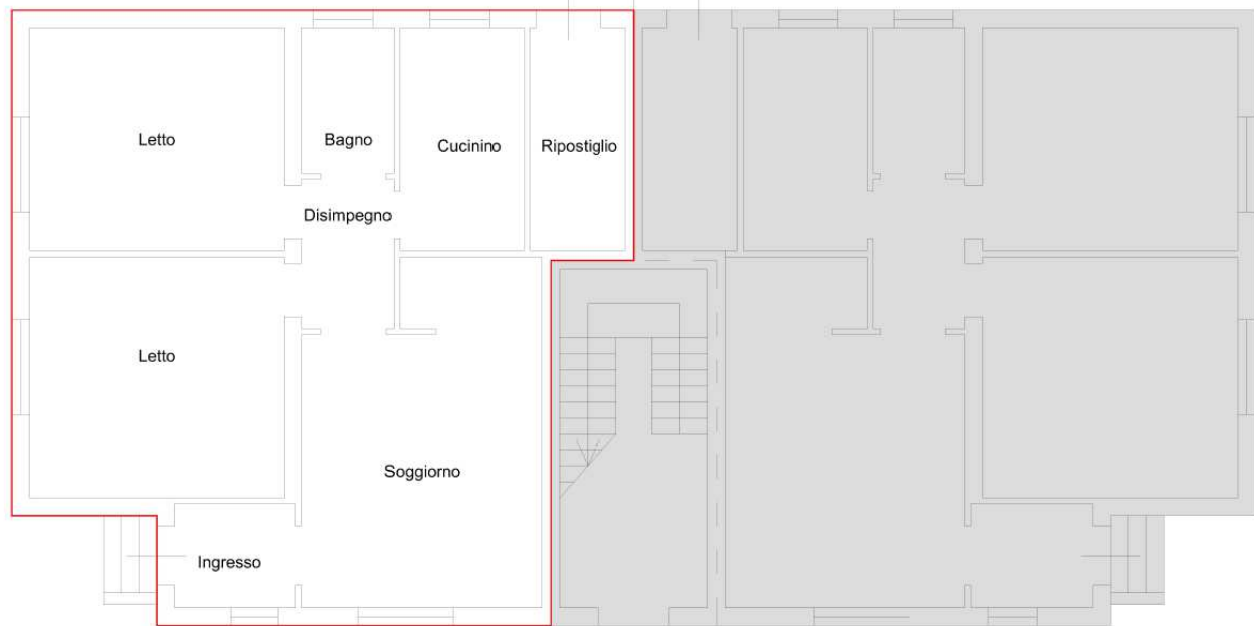 Letto
Bagno
Cucinino
Ripostiglio
Disimpegno
Letto
Soggiorno
Ingresso